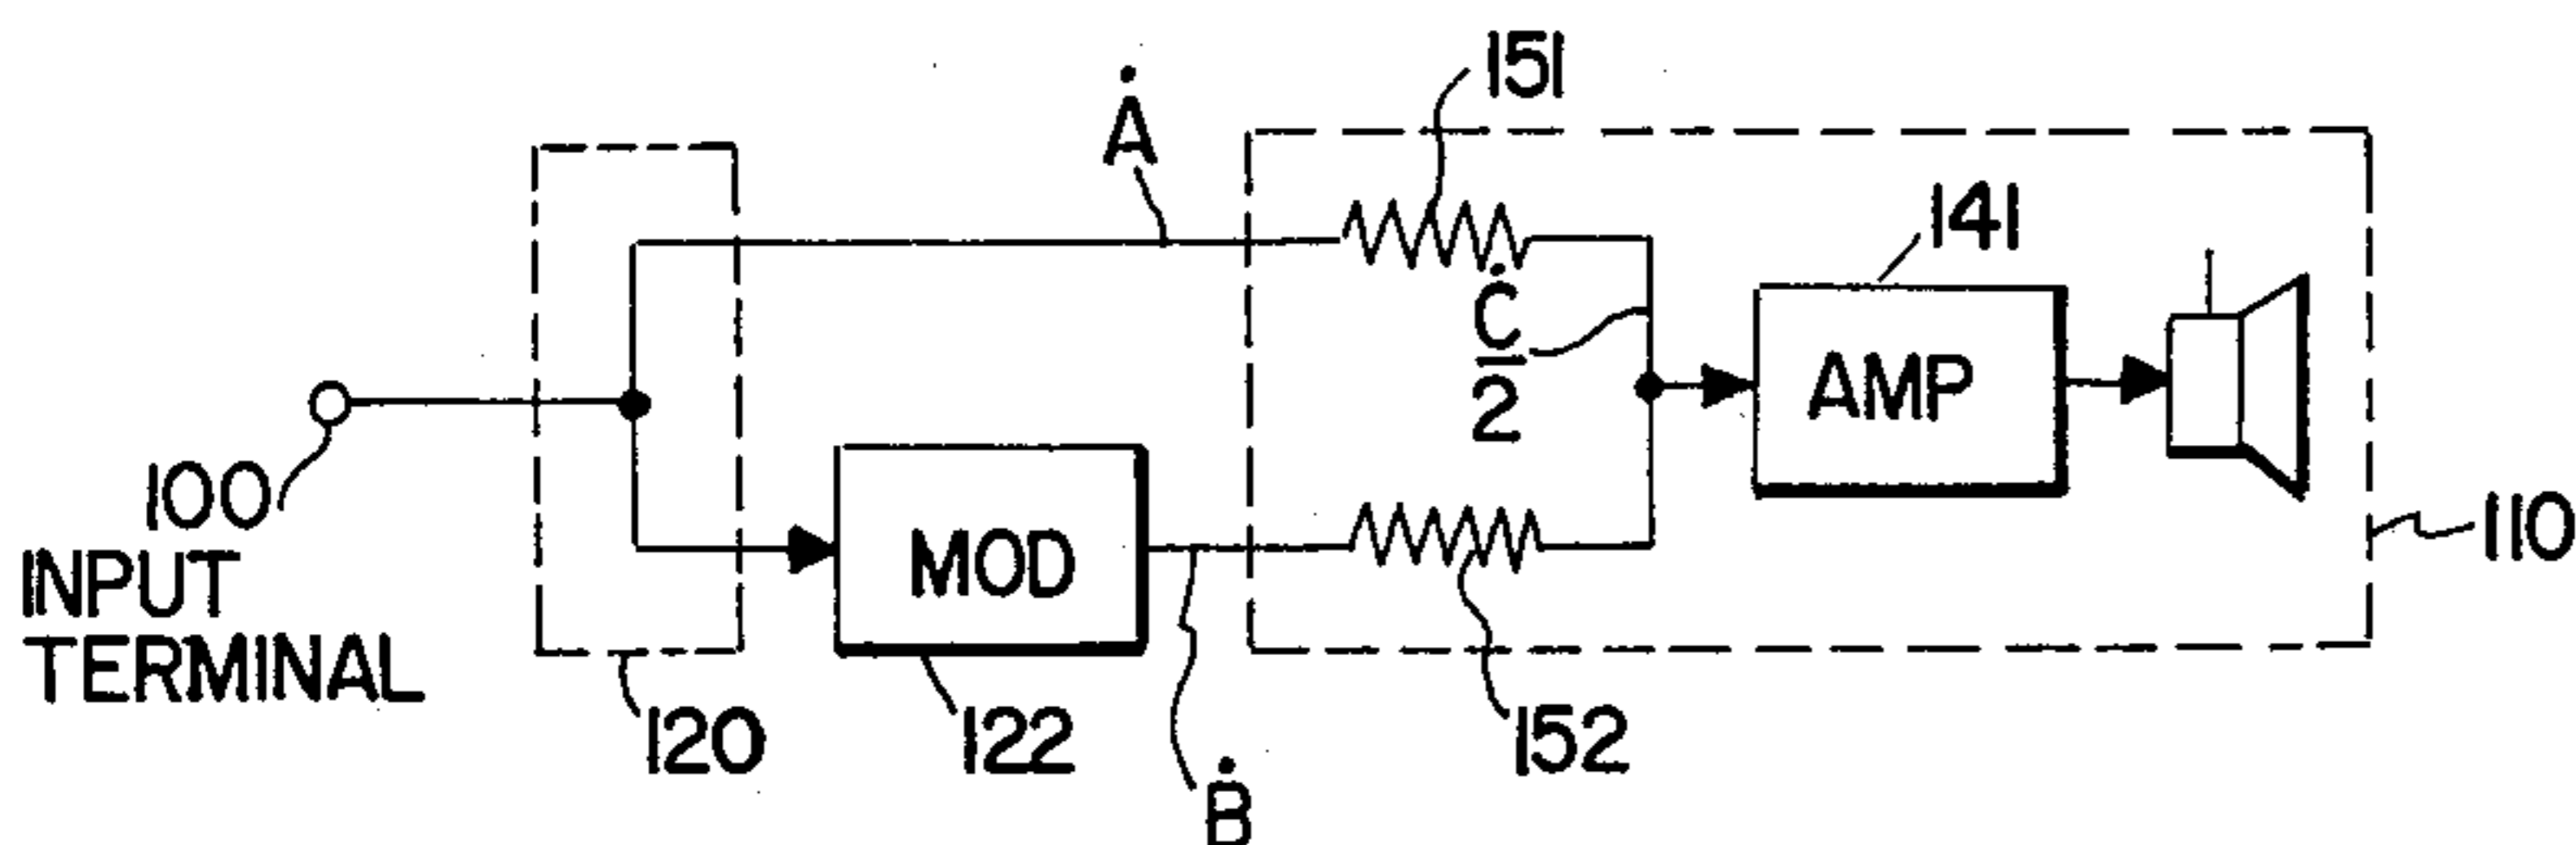 151
Ȧ
141
Ċ
2
AMP
100
INPUT
TERMINAL
MOD
110
120
122
152
Ḃ